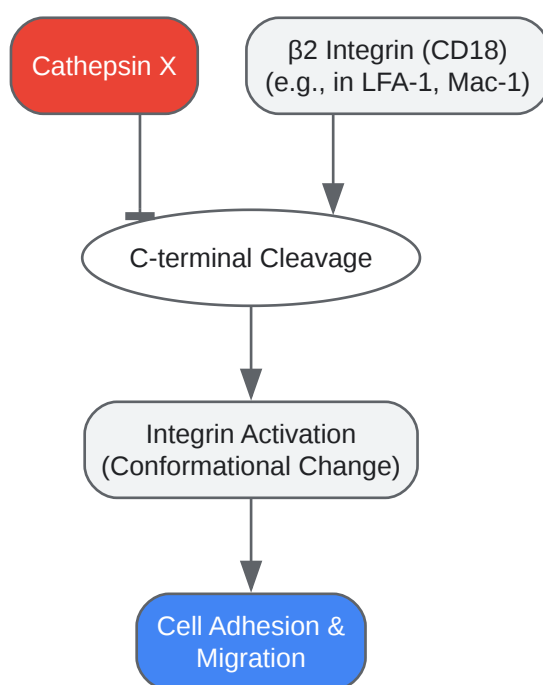 Cathepsin X
β2 Integrin (CD18)
(e.g., in LFA-1, Mac-1)
C-terminal Cleavage
Integrin Activation
(Conformational Change)
Cell Adhesion &
Migration